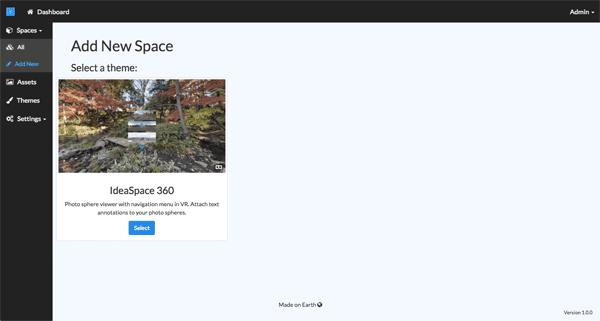 Dashboard
Admin
Spaces
All
Add New
Assets
Themes
Settings
Add New Space
Select a theme:
IdeaSpace 360
Photo sphere viewer with navigation menu in VR. Attach text
annotations to your photo spheres.
Select
Made on Earth
Version 1.0.0